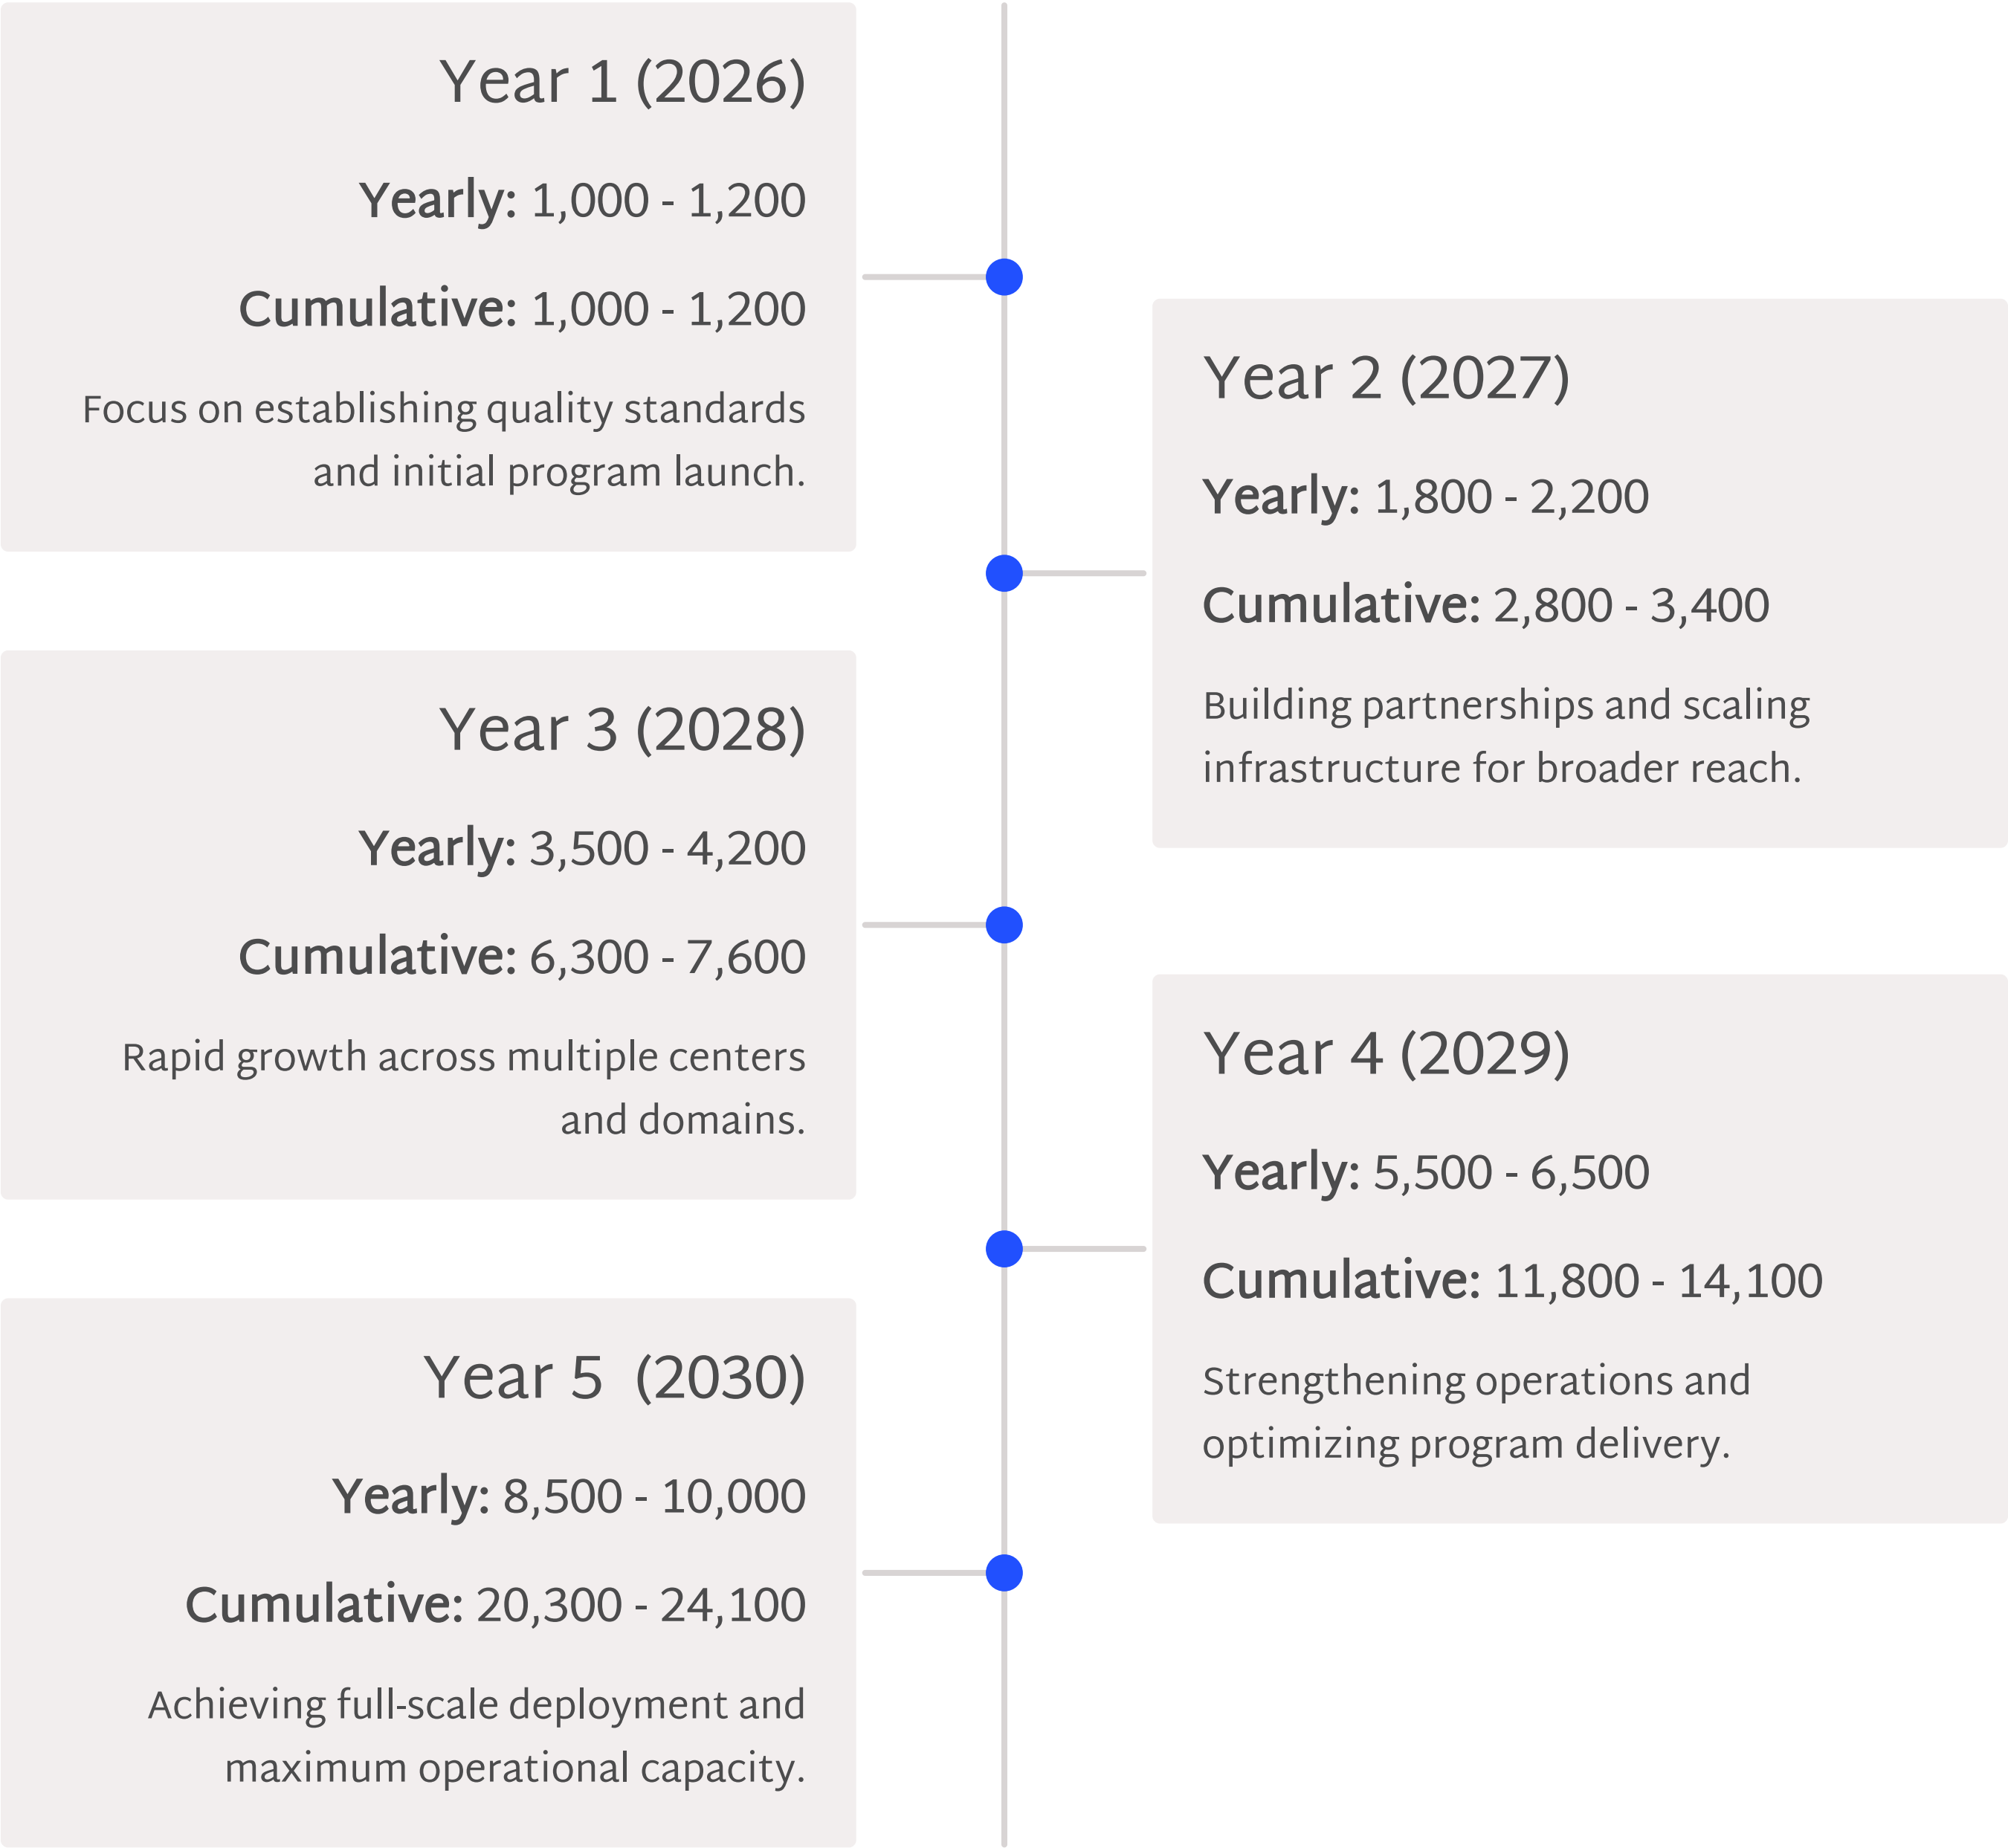 Year 1 (2026)
Yearly: 1,000 - 1,200
Cumulative: 1,000 - 1,200
Focus on establishing quality standards
and initial program launch.
Year 2 (2027)
Yearly: 1,800 - 2,200
Cumulative: 2,800 - 3,400
Building partnerships and scaling
infrastructure for broader reach.
Year 3 (2028)
Yearly: 3,500 - 4,200
Cumulative: 6,300 - 7,600
Rapid growth across multiple centers
and domains.
Year 4 (2029)
Yearly: 5,500 - 6,500
Cumulative: 11,800 - 14,100
Strengthening operations and
optimizing program delivery.
Year 5  (2030)
Yearly: 8,500 - 10,000
Cumulative: 20,300 - 24,100
Achieving full-scale deployment and
maximum operational capacity.